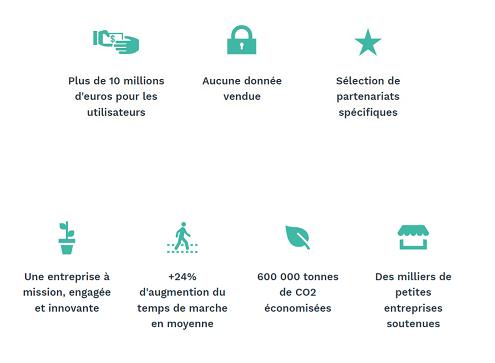 Plus de 10 millions
d'euros pour les
utilisateurs
Aucune donnée
vendue
Sélection de
partenariats
spécifiques
Une entreprise à
mission, engagée
et innovante
+24%
d'augmentation du
temps de marche
en moyenne
600 000 tonnes
de CO2
économisées
Des milliers de
petites
entreprises
soutenues